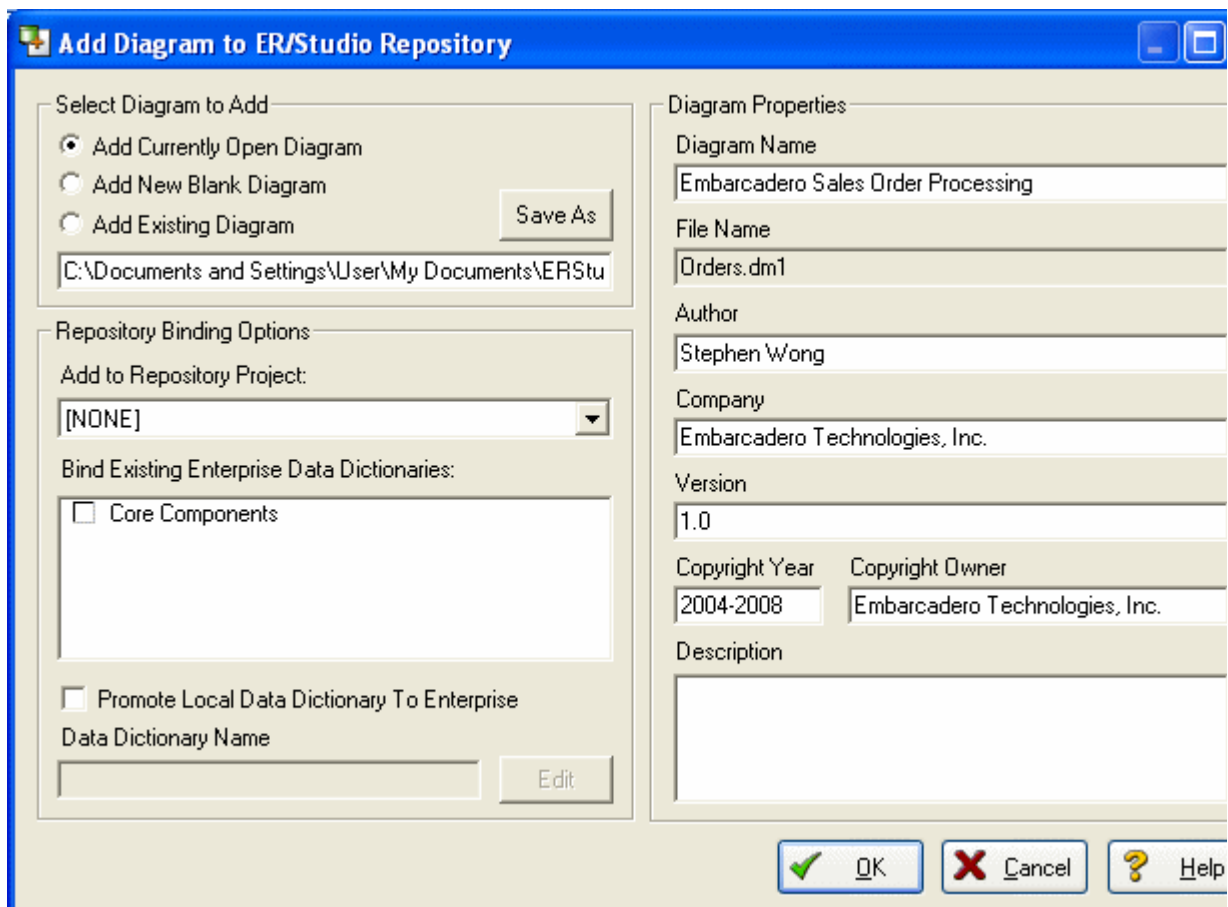 Add Diagram to ER/Studio Repository
Select Diagram to Add
Add Currently Open Diagram
Add New Blank Diagram
Add Existing Diagram
Save As
C:\Documents and Settings\User\My Documents\ERStu
Repository Binding Options
Add to Repository Project:
[NONE]
Bind Existing Enterprise Data Dictionaries:
Core Components
Promote Local Data Dictionary To Enterprise
Data Dictionary Name
Edit
Diagram Properties
Diagram Name
Embarcadero Sales Order Processing
File Name
Orders.dm1
Author
Stephen Wong
Company
Embarcadero Technologies, Inc.
Version
1.0
Copyright Year
Copyright Owner
2004-2008
Embarcadero Technologies, Inc.
Description
OK
Cancel
Help